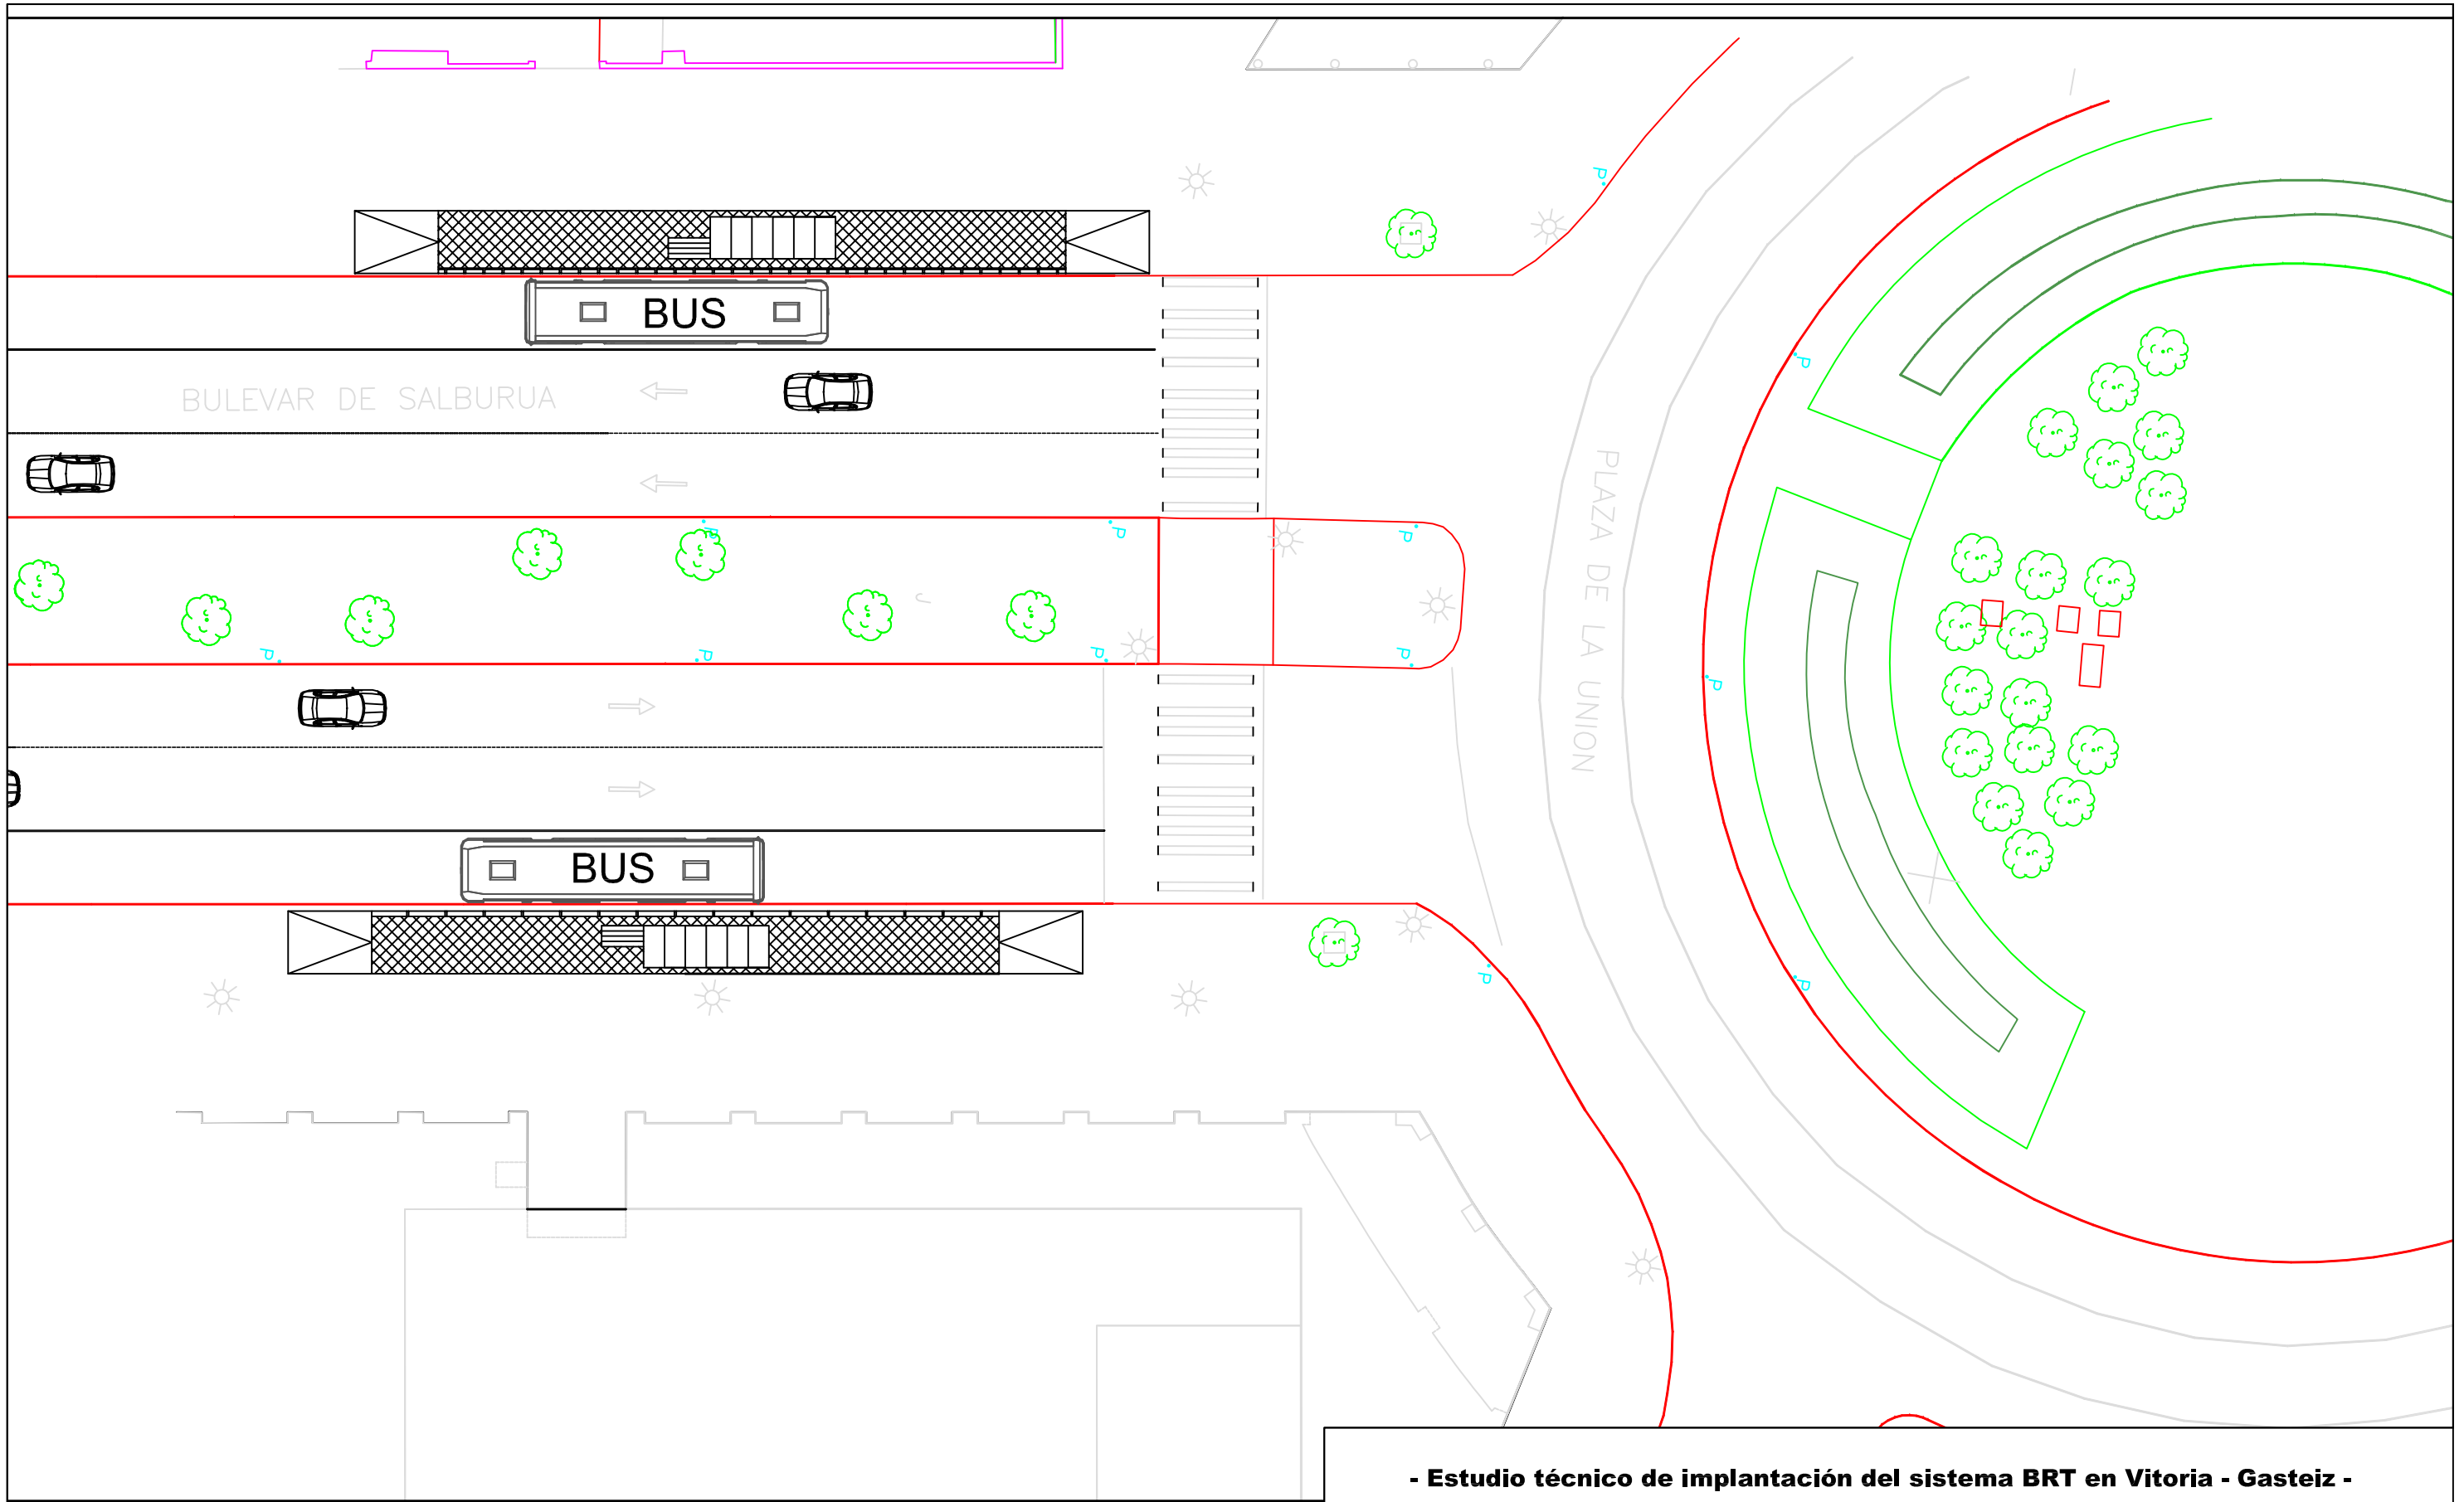 BUS
BULEVAR DE SALBURUA
PLAZA DE LA UNION
BUS
P
P
P
P
P
P
P
P
P
P
P
P
J
- Estudio técnico de implantación del sistema BRT en Vitoria - Gasteiz -